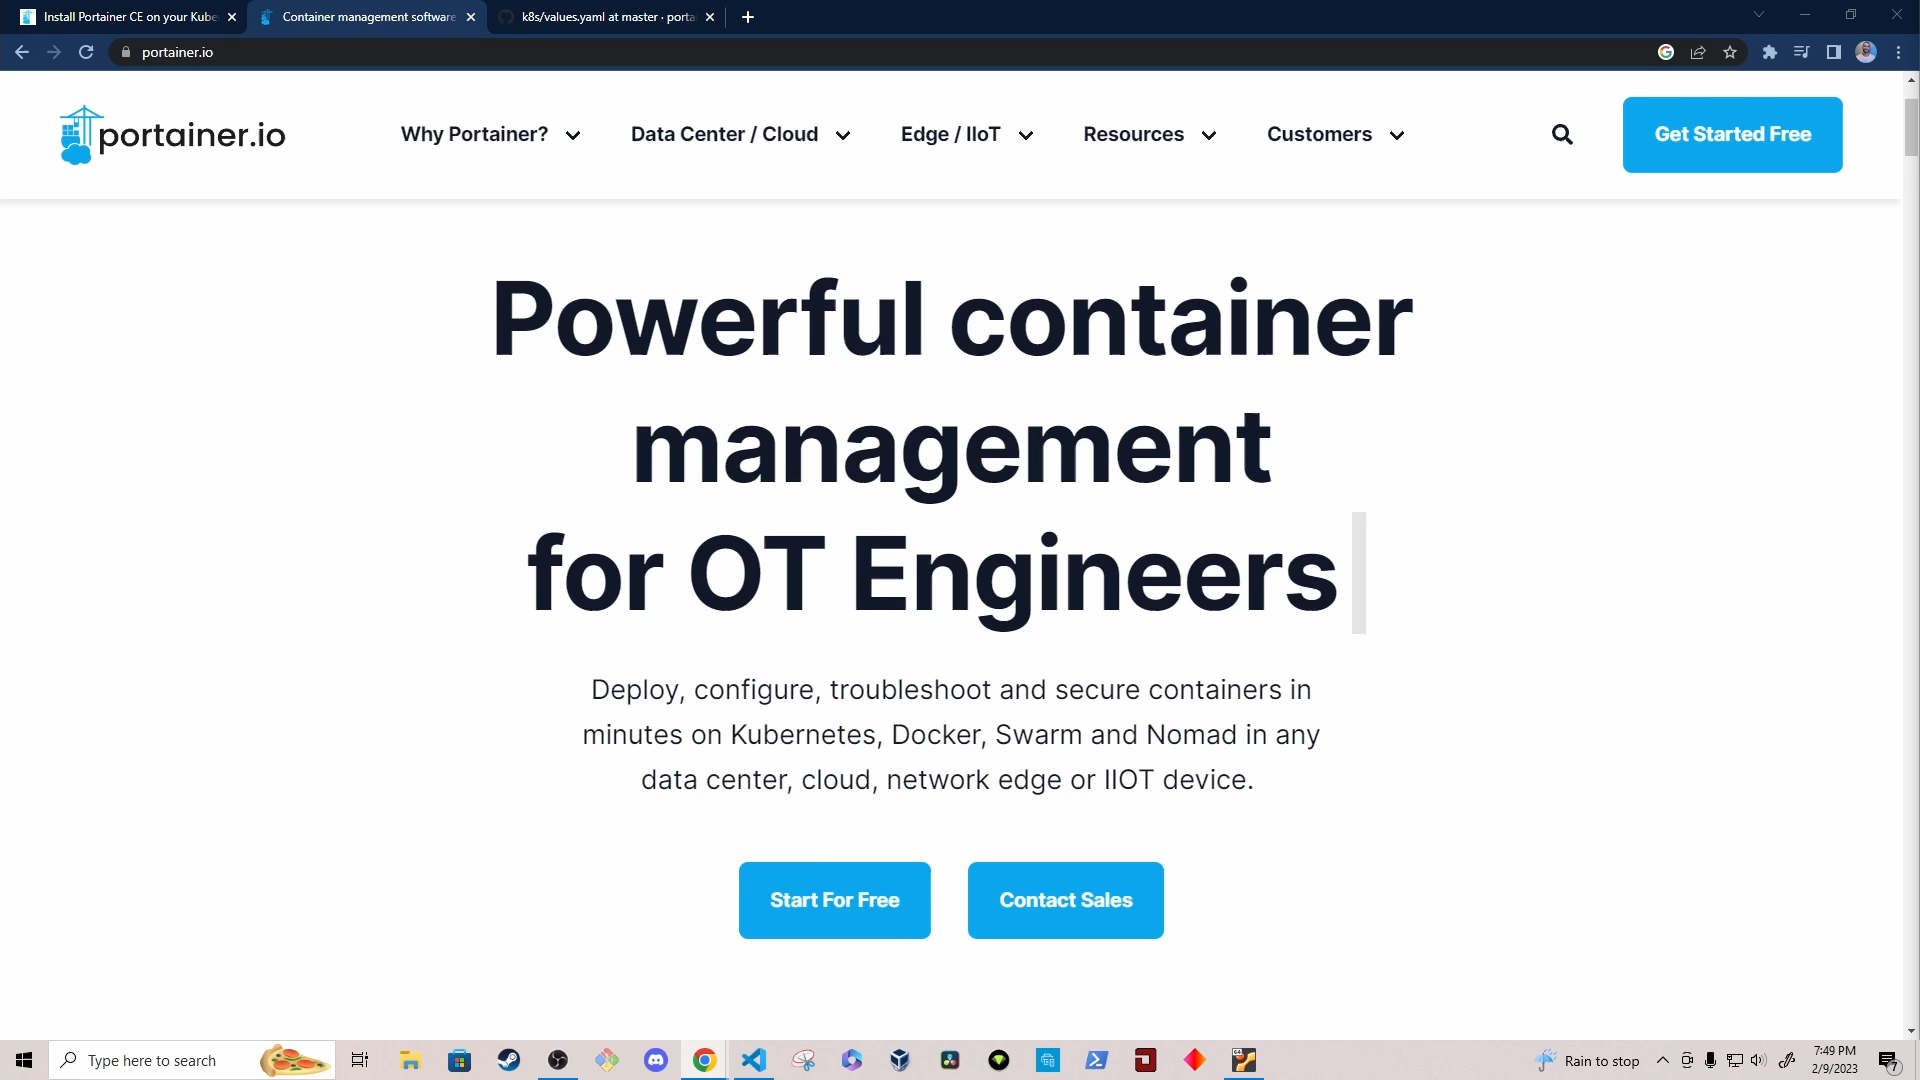 Install Portainer CE on your Kube
Container management software
k8s/values.yaml at master · porta
portainer.io
portainer.io
Why Portainer?
Data Center / Cloud
Edge / IIoT
Resources
Customers
Get Started Free
Powerful container
management
for OT Engineers
Deploy, configure, troubleshoot and secure containers in
minutes on Kubernetes, Docker, Swarm and Nomad in any
data center, cloud, network edge or IIOT device.
Start For Free
Contact Sales
Type here to search
Rain to stop
7:49 PM
2/9/2023
7